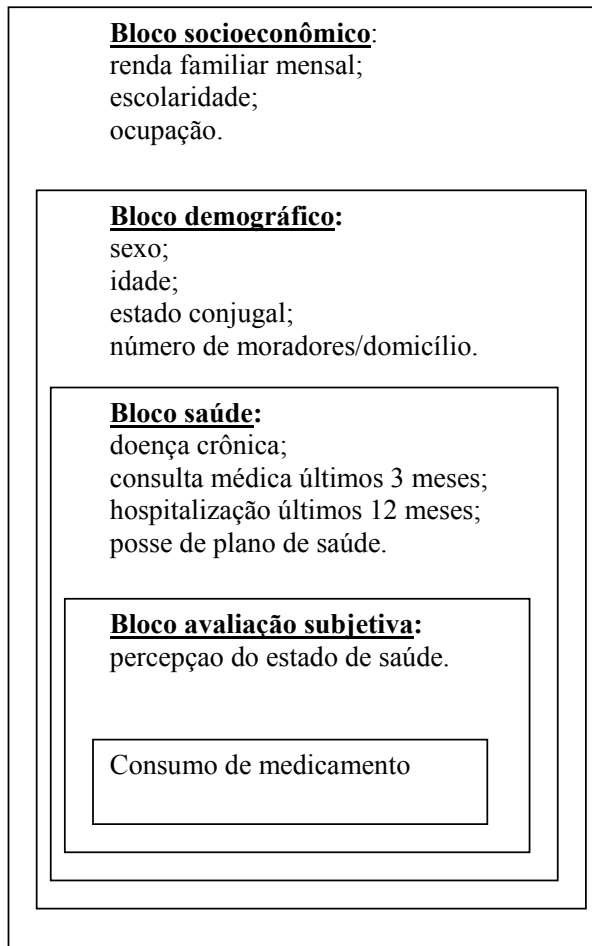 Bloco socioeconômico:
renda familiar mensal;
escolaridade;
ocupação.
Bloco demográfico:
sexo;
idade;
estado conjugal;
número de moradores/domicílio.
Bloco saúde:
doença crônica;
consulta médica últimos 3 meses;
hospitalização últimos 12 meses;
posse de plano de saúde.
Bloco avaliação subjetiva:
percepçao do estado de saúde.
Consumo de medicamento